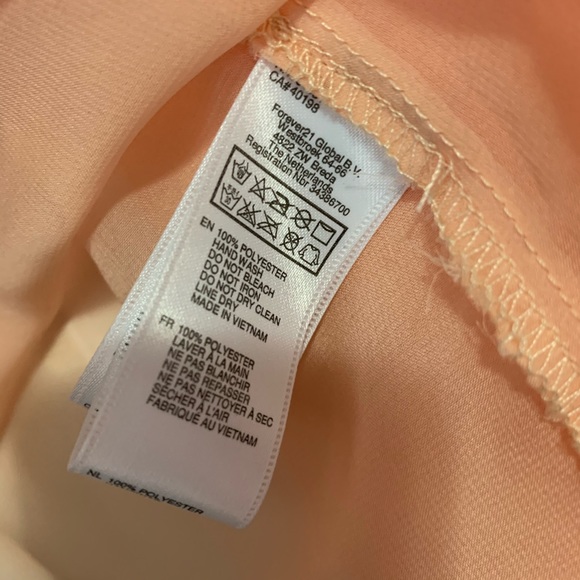 CA# 40198
Forever21 Global B.V.
Westbroek 64-66
4822 ZW Breda
The Netherlands
Registration Nbr 34386700
EN 100% POLYESTER
HAND WASH
DO NOT BLEACH
DO NOT IRON
DO NOT DRY CLEAN
LINE DRY
MADE IN VIETNAM
FR 100% POLYESTER
LAVER À LA MAIN
NE PAS BLANCHIR
NE PAS REPASSER
NE PAS NETTOYER À SEC
SÉCHER À L'AIR
FABRIQUÉ AU VIETNAM
NL 100% POLYESTER